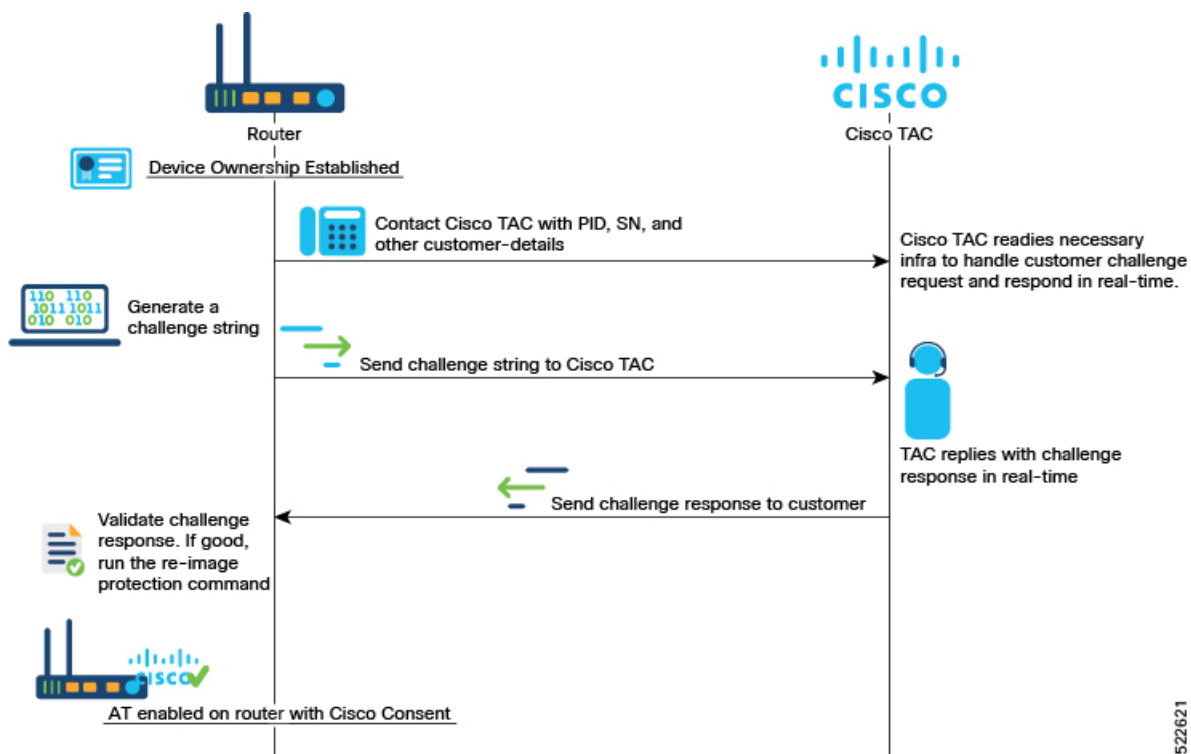 CISCO
Router
Cisco TAC
Device Ownership Established
Contact Cisco TAC with PID, SN, and
other customer-details
Cisco TAC readies necessary
infra to handle customer challenge
request and respond in real-time.
110 110
1011 1011
010 010
Generate a
challenge string
Send challenge string to Cisco TAC
TAC replies with challenge
response in real-time
Send challenge response to customer
Validate challenge
response. If good,
run the re-image
protection command
CISCO
AT enabled on router with Cisco Consent
522621